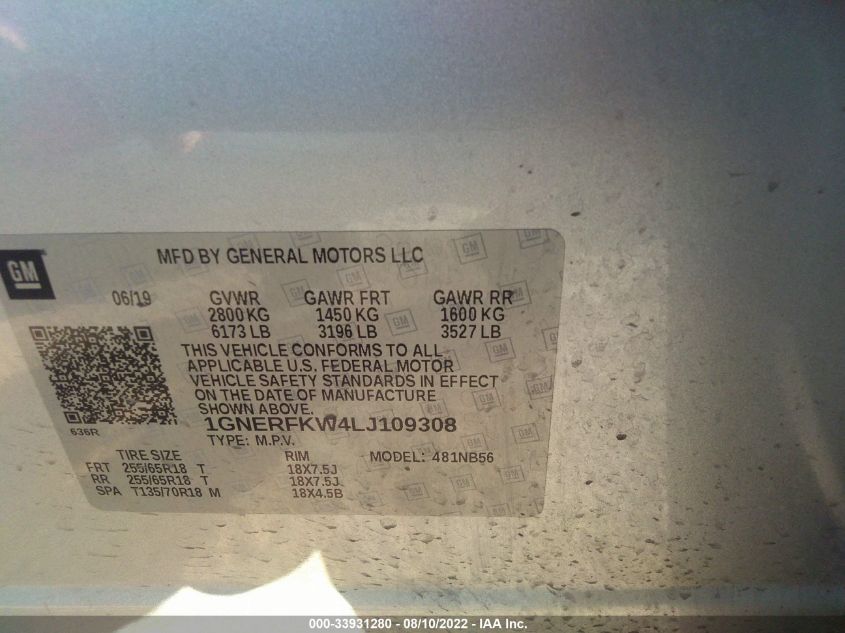 GM
MFD BY GENERAL MOTORS LLC
06/19 GVWR GAWR FRT GAWR RR
2800 KG 1450 KG 1600 KG
6173 LB 3196 LB 3527 LB
THIS VEHICLE CONFORMS TO ALL
APPLICABLE U.S. FEDERAL MOTOR
VEHICLE SAFETY STANDARDS IN EFFECT
ON THE DATE OF MANUFACTURE
SHOWN ABOVE.
636R
1GNERFKW4LJ109308
TYPE: M.P.V.
TIRE SIZE RIM MODEL: 481NB56
FRT 255/65R18 T 18X7.5J
RR 255/65R18 T 18X7.5J
SPA T135/70R18 M 18X4.5B
000-33931280 - 08/10/2022 - IAA Inc.